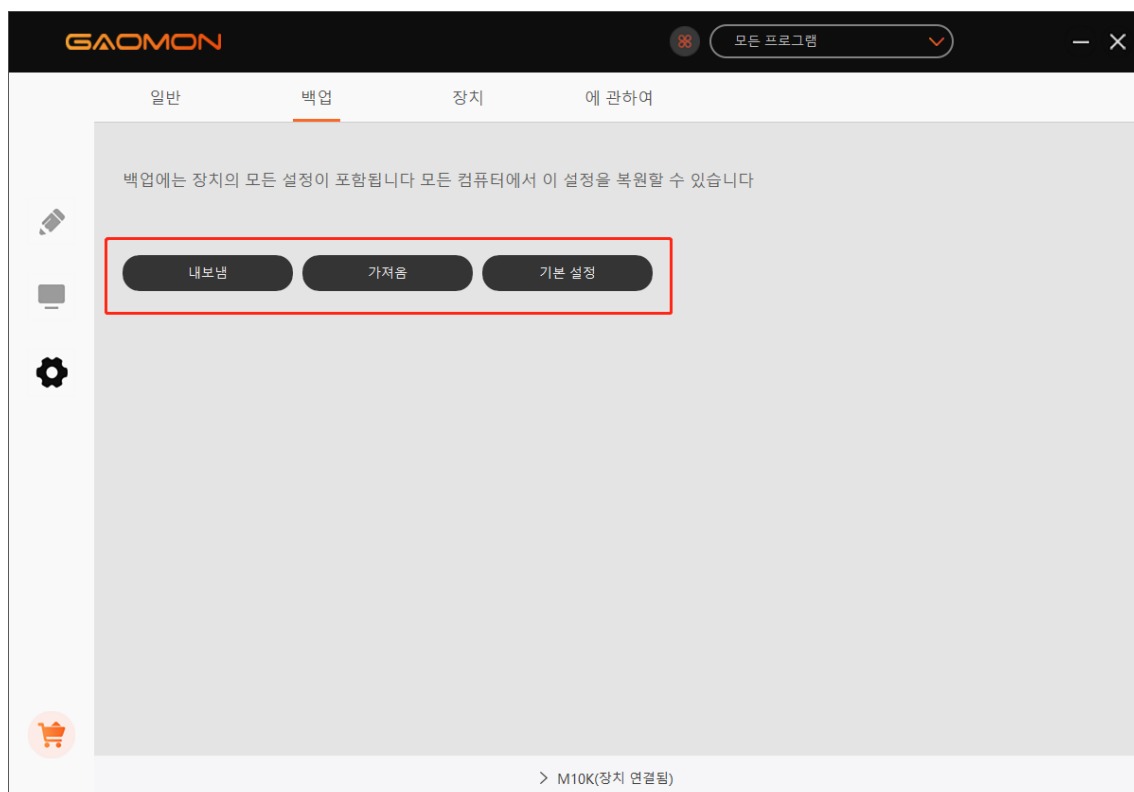 GAOMON
모든 프로그램
일반 백업 장치 에 관하여
백업에는 장치의 모든 설정이 포함됩니다 모든 컴퓨터에서 이 설정을 복원할 수 있습니다
내보냄 가져옴 기본 설정
M10K(장치 연결됨)